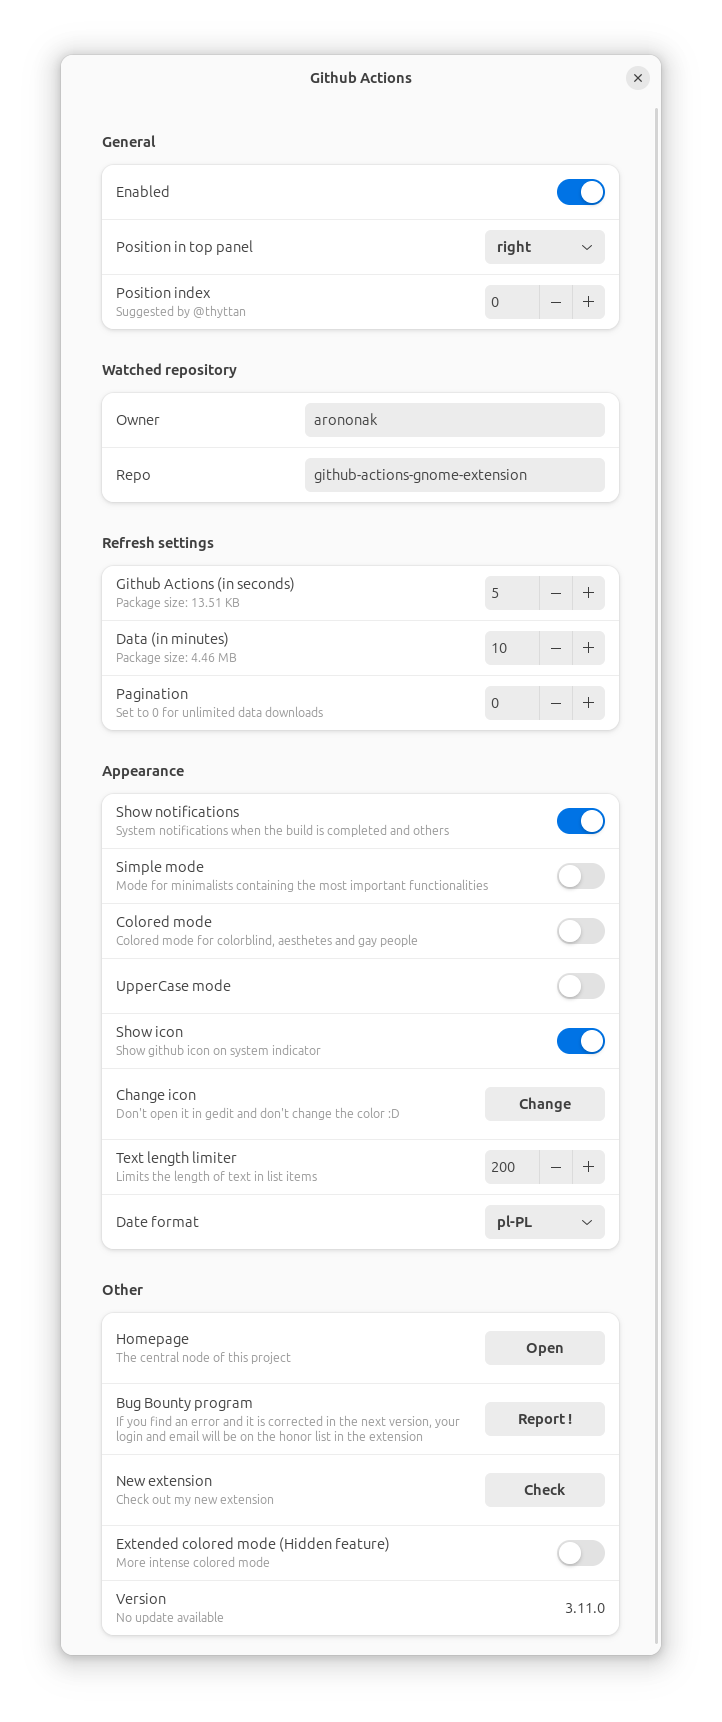 Github Actions
General
Enabled
Position in top panel
right
Position index
Suggested by @thyttan
0
Watched repository
Owner
arononak
Repo
github-actions-gnome-extension
Refresh settings
Github Actions (in seconds)
Package size: 13.51 KB
5
Data (in minutes)
Package size: 4.46 MB
10
Pagination
Set to 0 for unlimited data downloads
0
Appearance
Show notifications
System notifications when the build is completed and others
Simple mode
Mode for minimalists containing the most important functionalities
Colored mode
Colored mode for colorblind, aesthetes and gay people
UpperCase mode
Show icon
Show github icon on system indicator
Change icon
Don't open it in gedit and don't change the color :D
Change
Text length limiter
Limits the length of text in list items
200
Date format
pl-PL
Other
Homepage
The central node of this project
Open
Bug Bounty program
If you find an error and it is corrected in the next version, your
login and email will be on the honor list in the extension
Report !
New extension
Check out my new extension
Check
Extended colored mode (Hidden feature)
More intense colored mode
Version
No update available
3.11.0